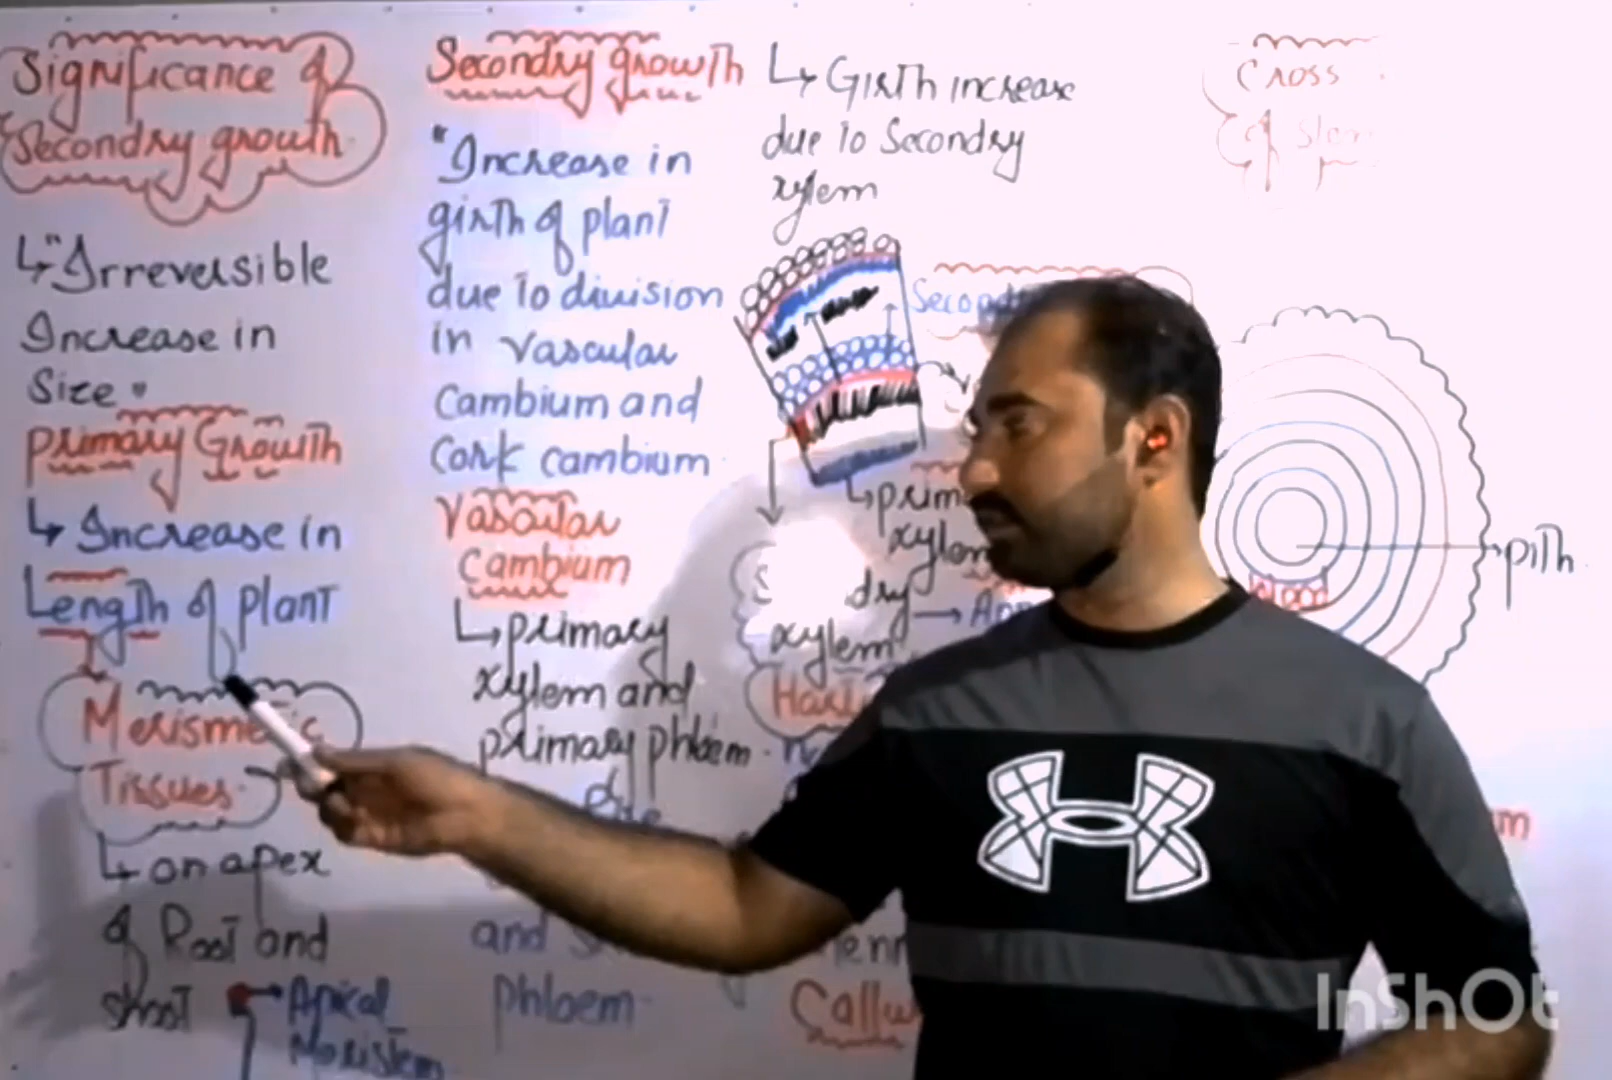 Significance of
Secondry growth
"Irreversible
Increase in
Size"
primary Growth
Increase in
Length of plant
Tissues
on apex
of Root and
shoot
Apical
Meristem
Secondry growth
"Increase in
girth of plant
due to division
in vascular
Cambium and
Cork cambium
Vascular
Cambium
primary
xylem and
primary phloem
and
phloem
Girth increase
due to Secondry
xylem
xylem
Cross
of
pith
InShOt